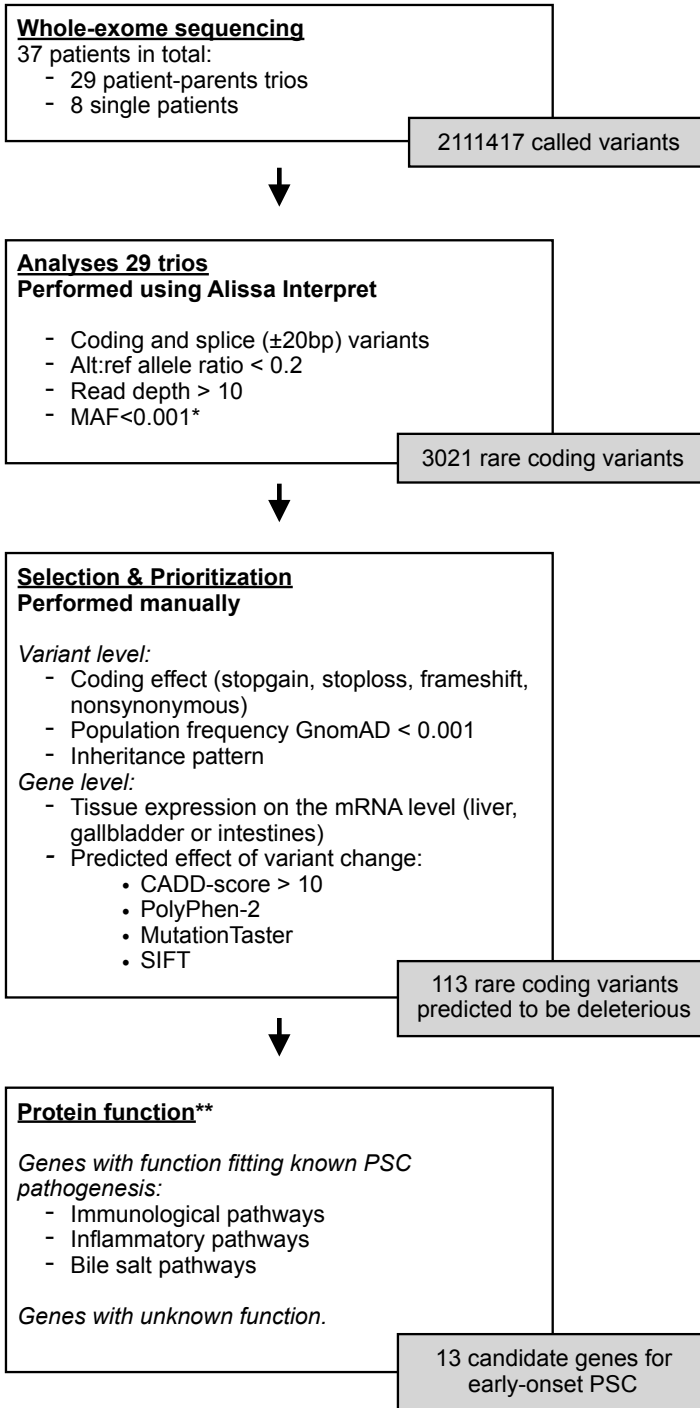 Whole-exome sequencing
37 patients in total:
- 29 patient-parents trios
- 8 single patients
2111417 called variants
Analyses 29 trios
Performed using Alissa Interpret
- Coding and splice (±20bp) variants
- Alt:ref allele ratio < 0.2
- Read depth > 10
- MAF<0.001*
3021 rare coding variants
Selection & Prioritization
Performed manually
Variant level:
- Coding effect (stopgain, stoploss, frameshift,
nonsynonymous)
- Population frequency GnomAD < 0.001
- Inheritance pattern
Gene level:
- Tissue expression on the mRNA level (liver,
gallbladder or intestines)
- Predicted effect of variant change:
• CADD-score > 10
• PolyPhen-2
• MutationTaster
• SIFT
113 rare coding variants
predicted to be deleterious
Protein function**
Genes with function fitting known PSC
pathogenesis:
- Immunological pathways
- Inflammatory pathways
- Bile salt pathways
Genes with unknown function.
13 candidate genes for
early-onset PSC